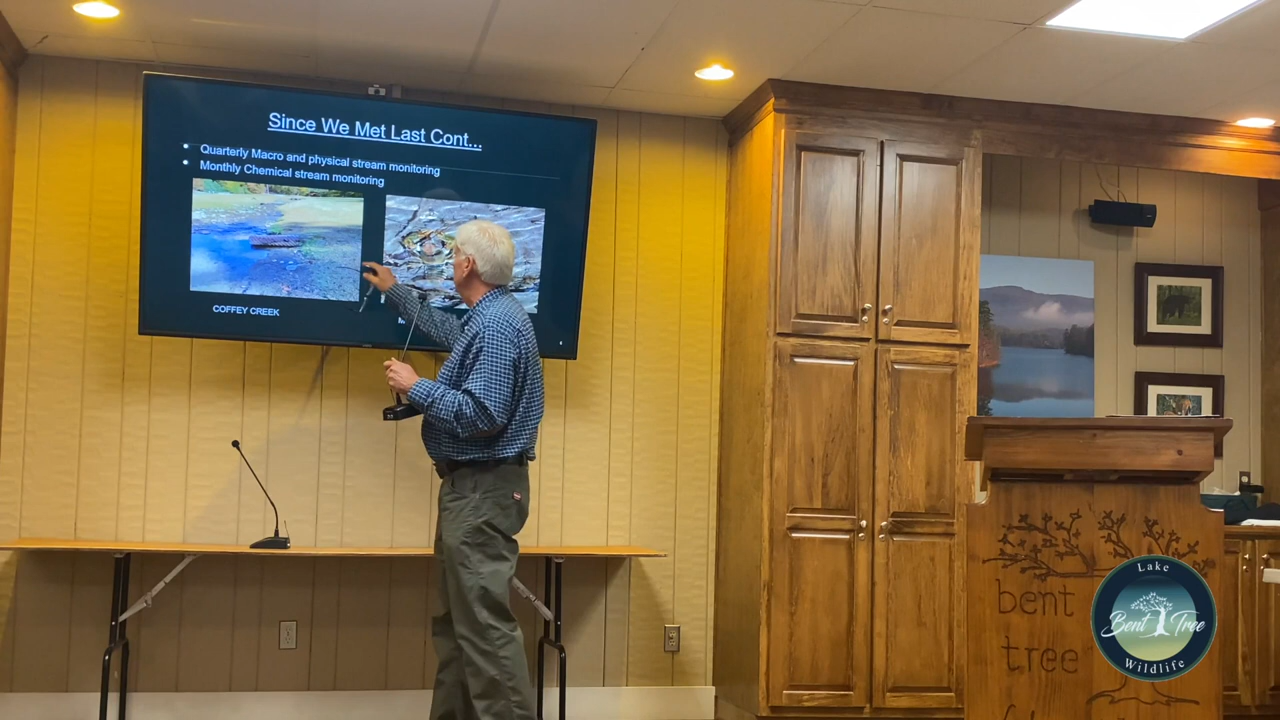 Since We Met Last Cont...
Quarterly Macro and physical stream monitoring
Monthly Chemical stream monitoring
COFFEY CREEK
bent
tree
Lake
Bent Tree
Wildlife